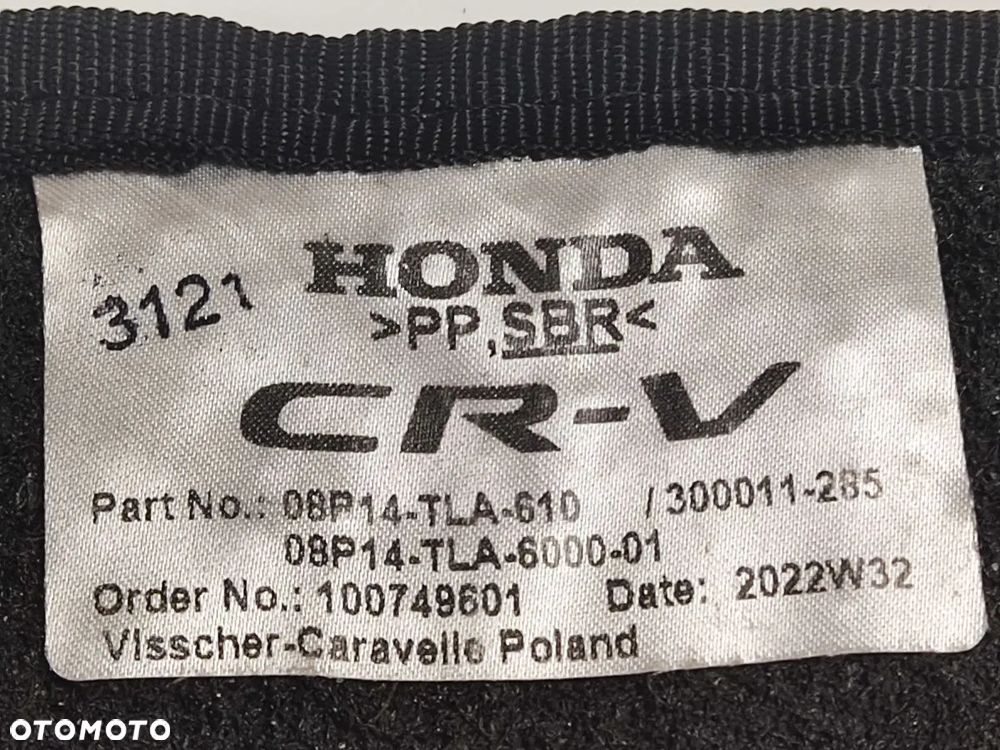 HONDA
3121
>PP,SBR<
CR-V
Part No.: 08P14-TLA-610 /300011-285
08P14-TLA-6000-01
Order No.: 100749601 Date: 2022W32
Visscher-Caravelle Poland
OTOMOTO